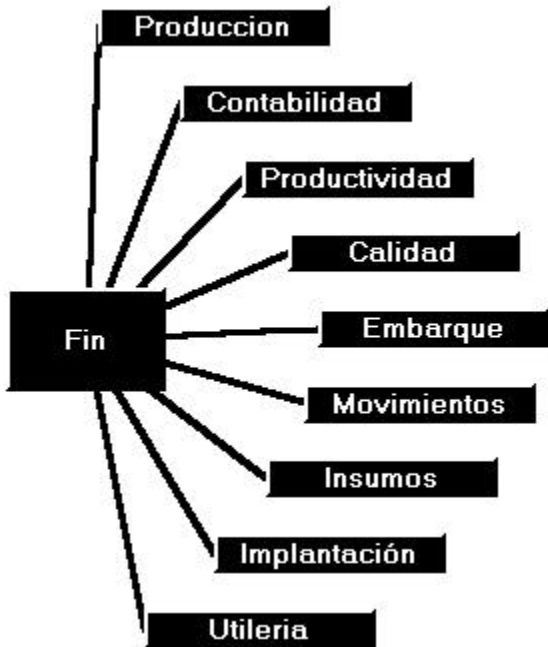 Produccion
Contabilidad
Productividad
Calidad
Fin
Embarque
Movimientos
Insumos
Implantación
Utileria